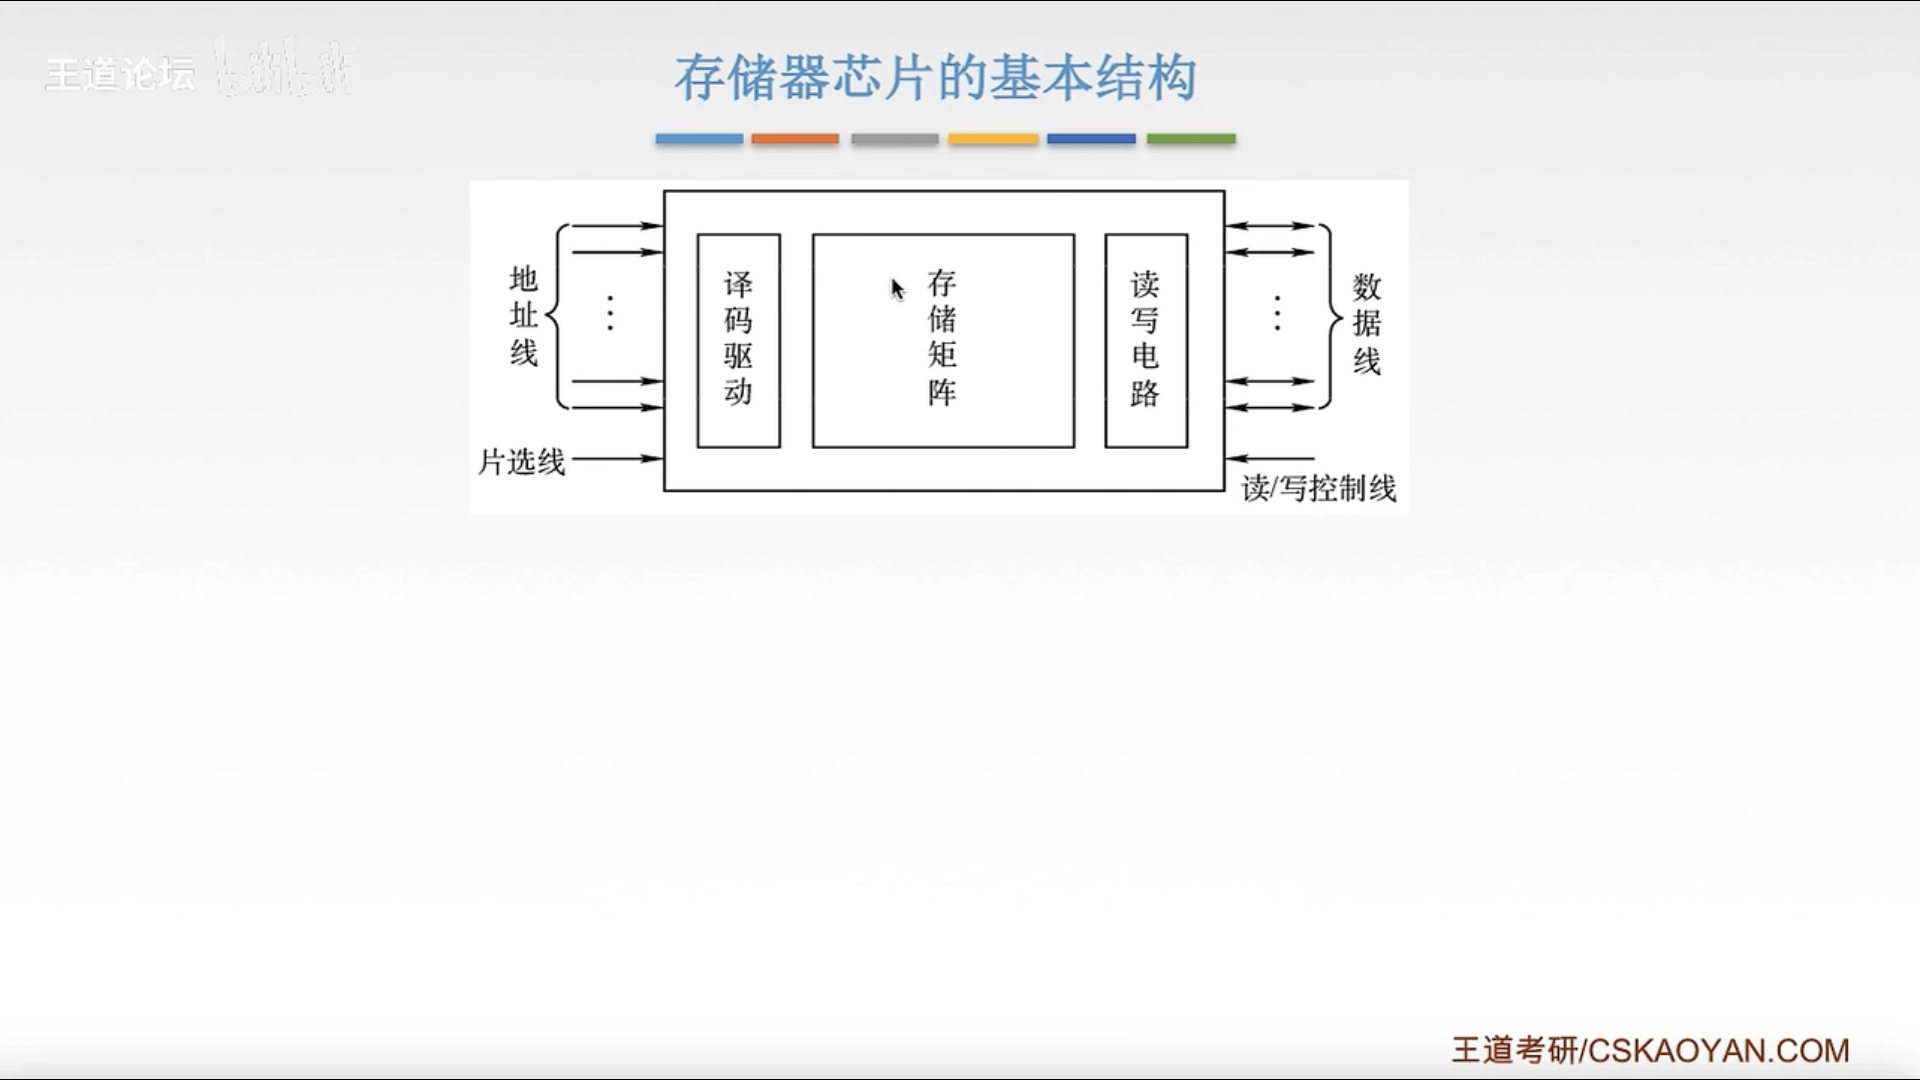 王道论坛 bilibili
存储器芯片的基本结构
地址线
片选线
译码驱动
存储矩阵
读写电路
数据线
读/写控制线
王道考研/CSKAOYAN.COM